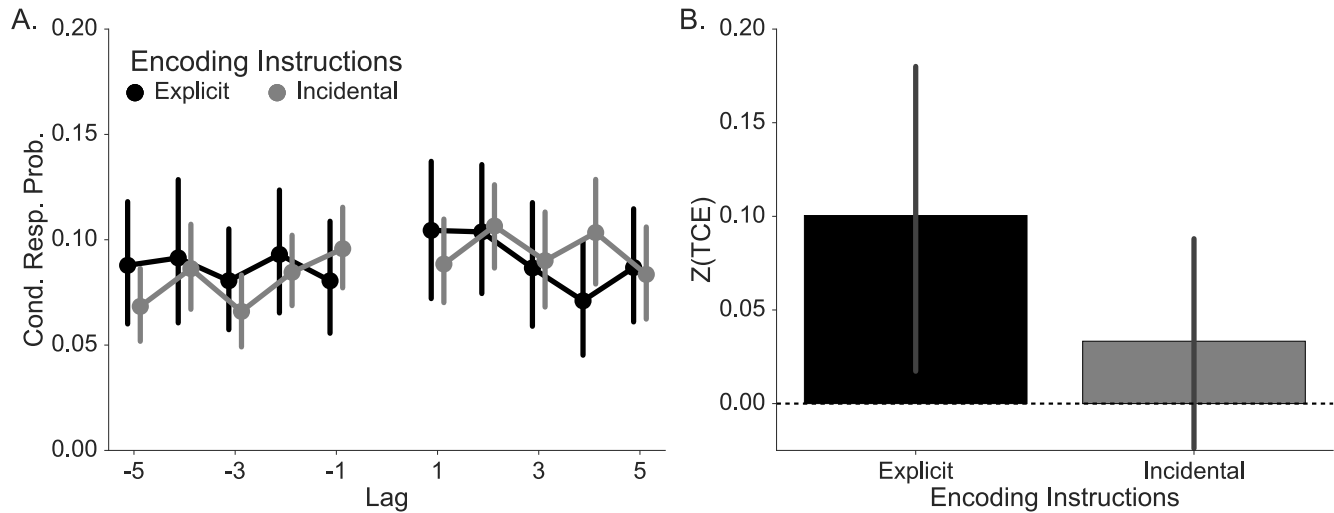 A.
0.20
0.15
0.10
0.05
0.00
Cond. Resp. Prob.
Encoding Instructions
Explicit
Incidental
-5
-3
-1
1
3
5
Lag
B.
0.20
0.15
0.10
0.05
0.00
Z(TCE)
Explicit
Incidental
Encoding Instructions